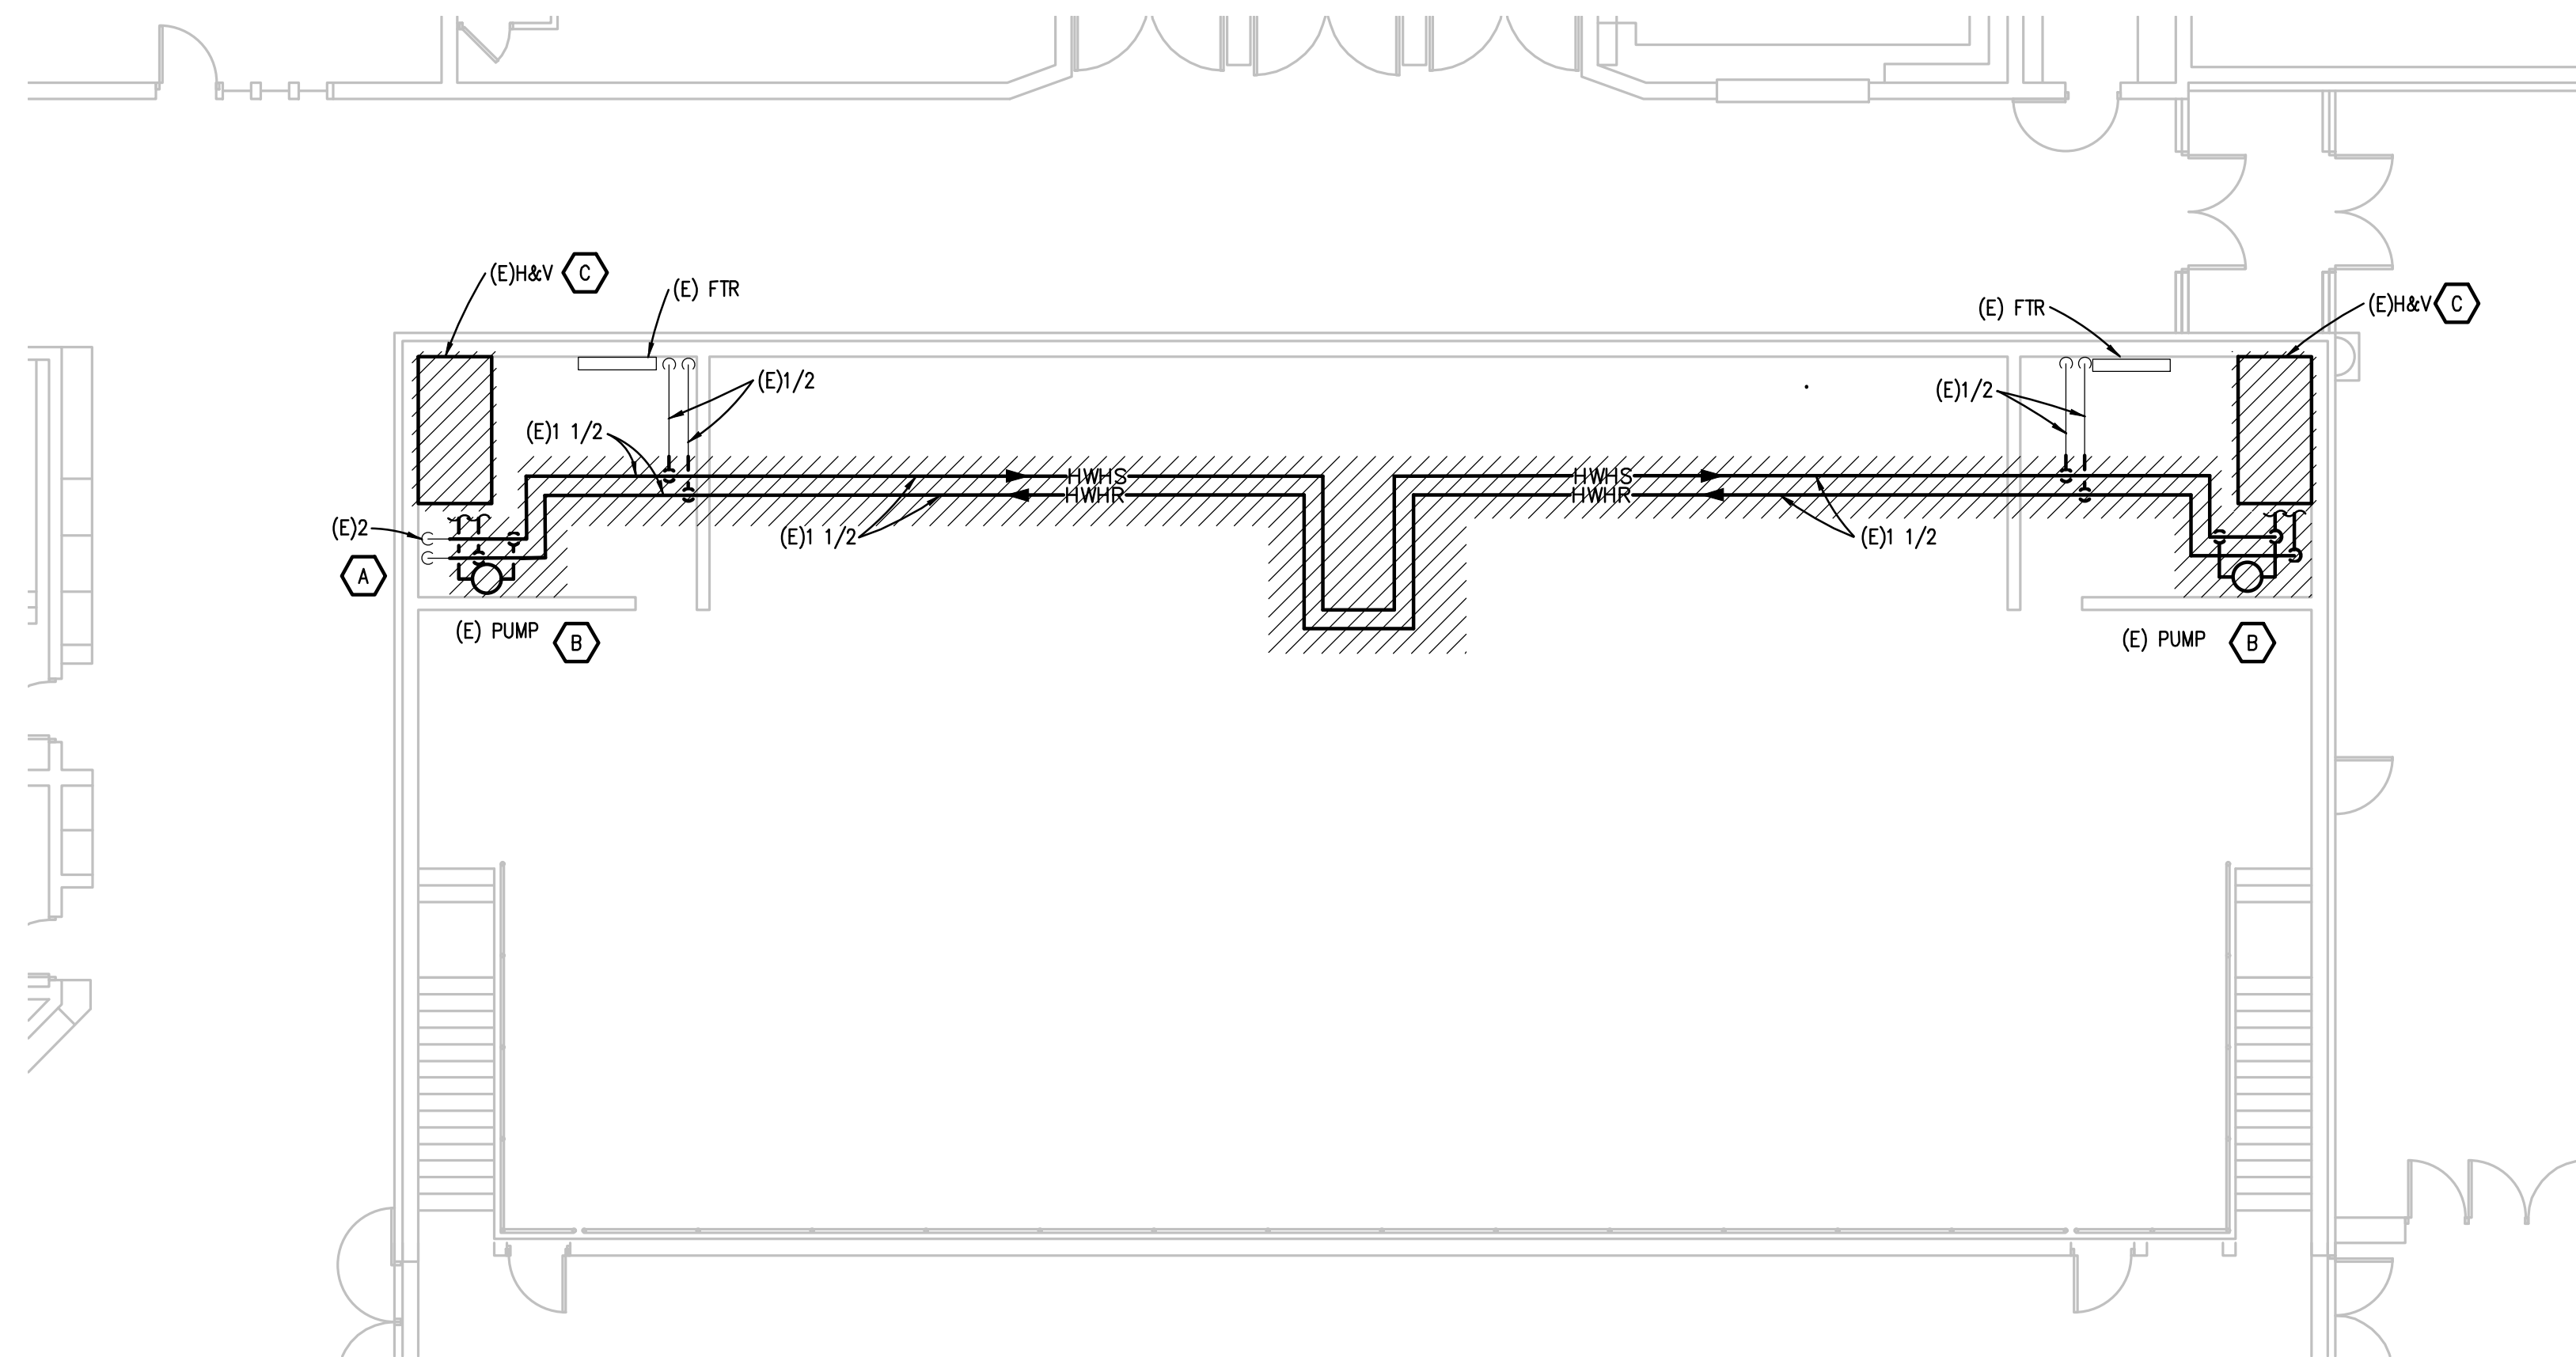 (E)H&V C
(E) FTR
(E) FTR
(E)H&V C
(E)1/2
(E)1/2
(E)1 1/2
HWHS
HWHS
HWHR
HWHR
(E)2
(E)1 1/2
(E)1 1/2
A
(E) PUMP B
(E) PUMP B